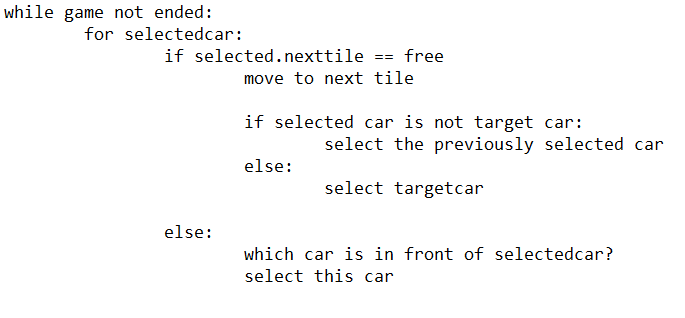 while game not ended:
        for selectedcar:
                if selected.nexttile == free
                        move to next tile

                        if selected car is not target car:
                                select the previously selected car
                        else:
                                select targetcar

                else:
                        which car is in front of selectedcar?
                        select this car